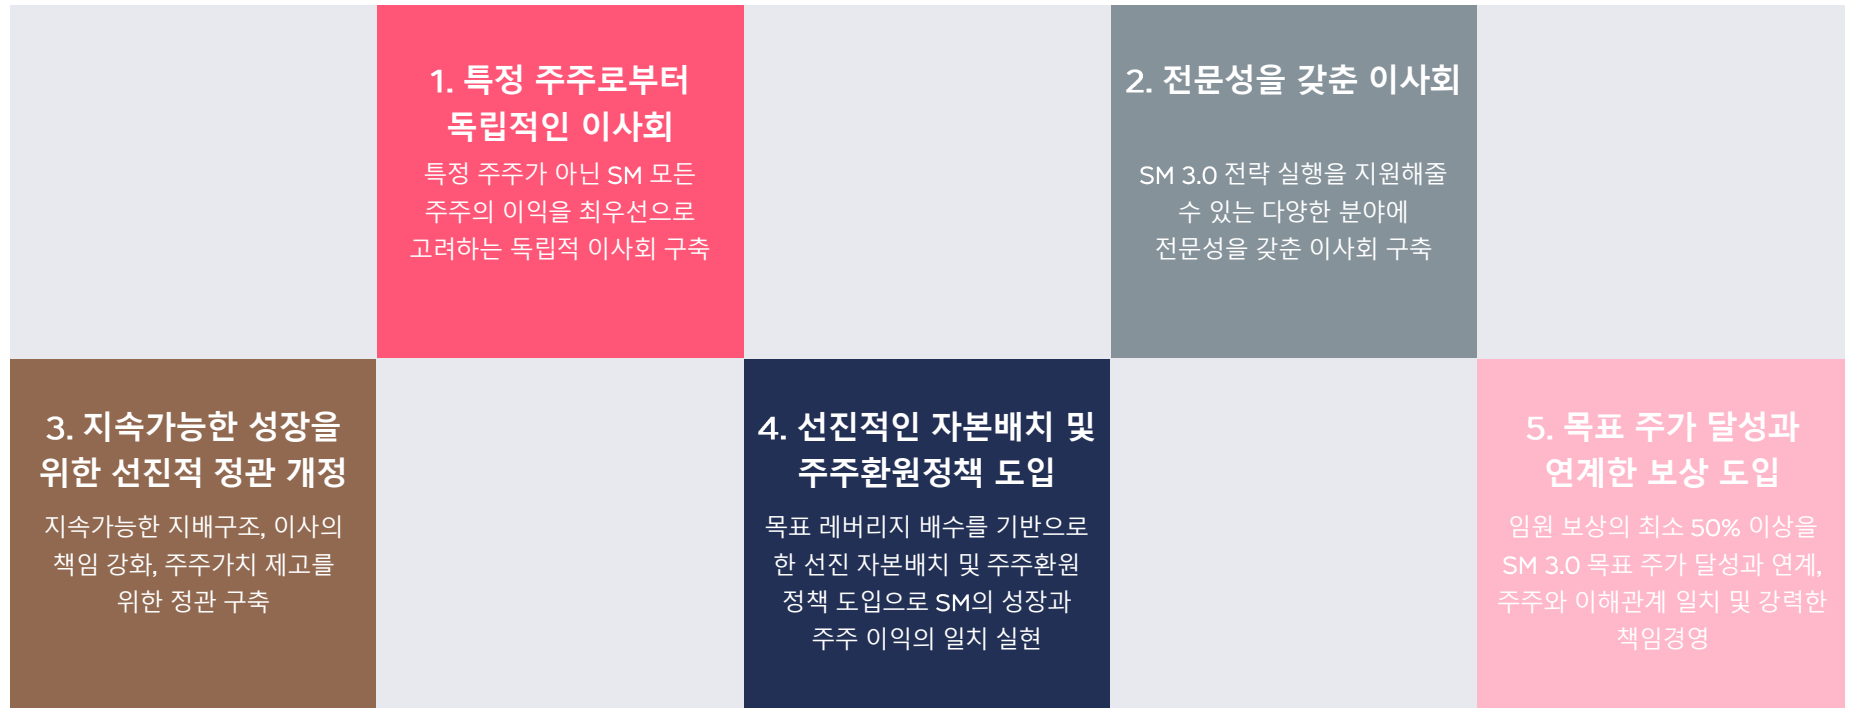 1. 특정 주주로부터
독립적인 이사회
특정 주주가 아닌 SM 모든
주주의 이익을 최우선으로
고려하는 독립적 이사회 구축
2. 전문성을 갖춘 이사회
SM 3.0 전략 실행을 지원해줄
수 있는 다양한 분야에
전문성을 갖춘 이사회 구축
3. 지속가능한 성장을
위한 선진적 정관 개정
지속가능한 지배구조, 이사의
책임 강화, 주주가치 제고를
위한 정관 구축
4. 선진적인 자본배치 및
주주환원정책 도입
목표 레버리지 배수를 기반으로
한 선진 자본배치 및 주주환원
정책 도입으로 SM의 성장과
주주 이익의 일치 실현
5. 목표 주가 달성과
연계한 보상 도입
임원 보상의 최소 50% 이상을
SM 3.0 목표 주가 달성과 연계,
주주와 이해관계 일치 및 강력한
책임경영